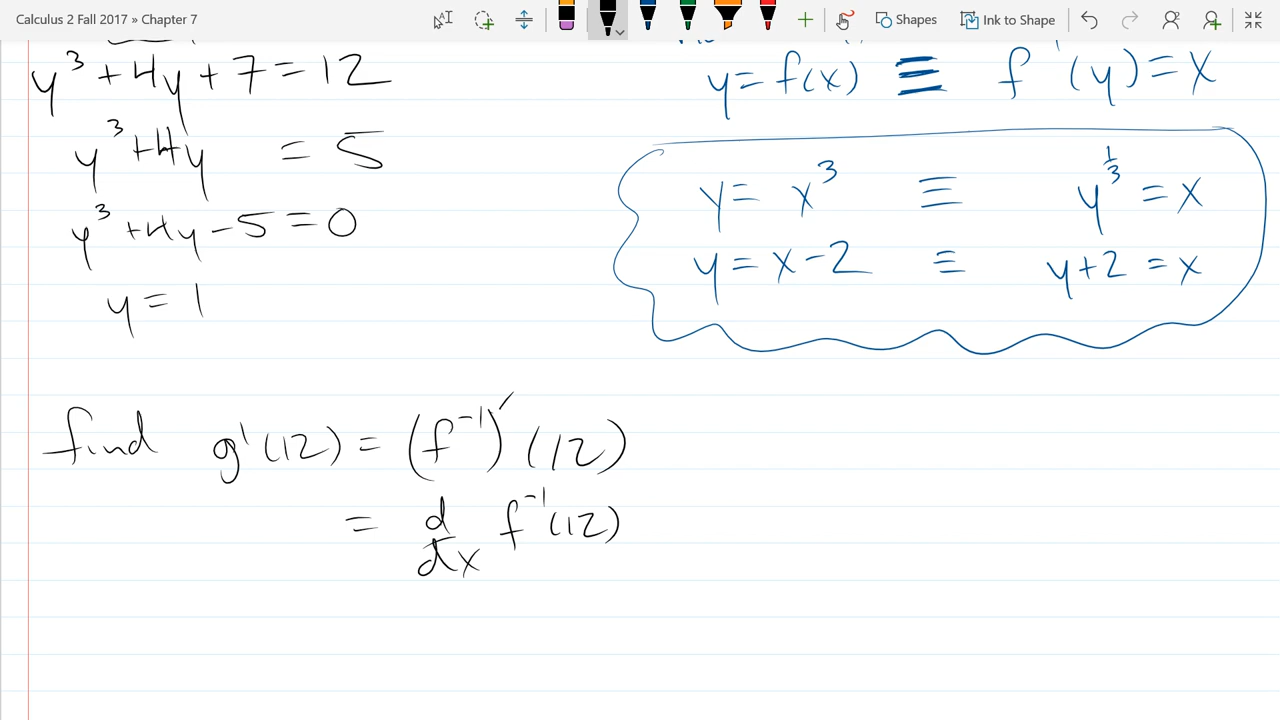 Calculus 2 Fall 2017 » Chapter 7
Shapes
Ink to Shape
y³ + 4y + 7 = 12
y³ + 4y = 5
y³ + 4y - 5 = 0
y = 1
y = f(x) ≡ f⁻¹(y) = x
y = x³ ≡ y^(1/3) = x
y = x - 2 ≡ y + 2 = x
find g'(12) = (f⁻¹)'(12)
= d/dx f⁻¹(12)